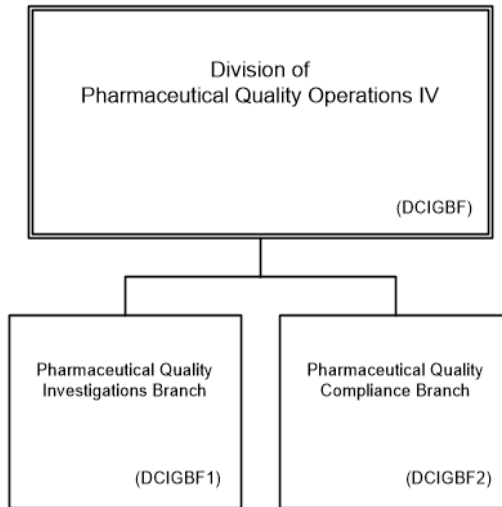 Division of
Pharmaceutical Quality Operations IV
(DCIGBF)
Pharmaceutical Quality
Investigations Branch
(DCIGBF1)
Pharmaceutical Quality
Compliance Branch
(DCIGBF2)